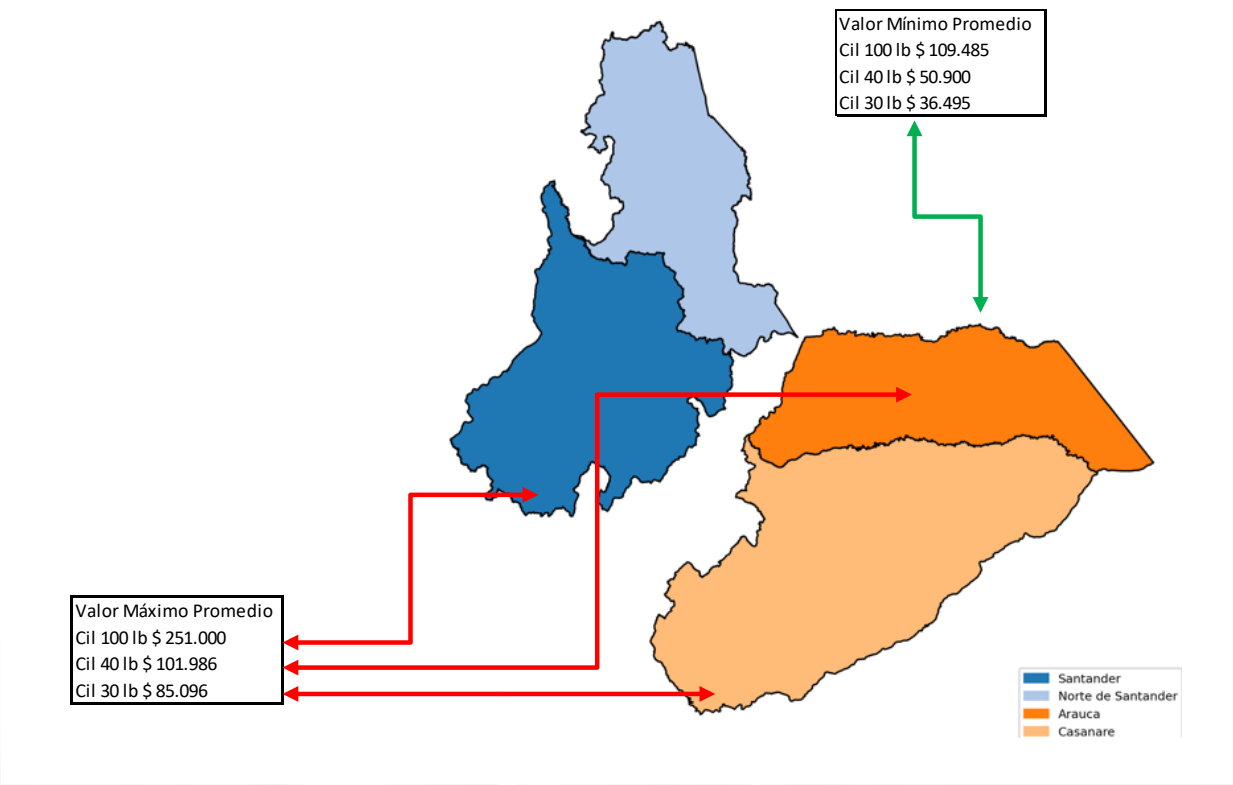 Valor Mínimo Promedio
Cil 100 lb $ 109.485
Cil 40 lb $ 50.900
Cil 30 lb $ 36.495
Valor Máximo Promedio
Cil 100 lb $ 251.000
Cil 40 lb $ 101.986
Cil 30 lb $ 85.096
Santander
Norte de Santander
Arauca
Casanare